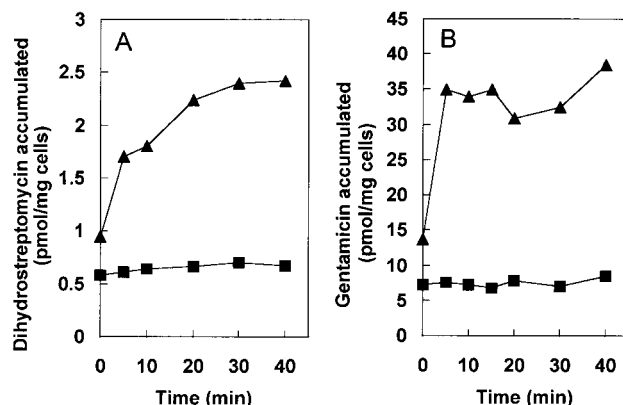 A
Dihydrostreptomycin accumulated
(pmol/mg cells)
3
2.5
2
1.5
1
0.5
0
0 10 20 30 40
Time (min)
B
Gentamicin accumulated
(pmol/mg cells)
45
40
35
30
25
20
15
10
5
0
0 10 20 30 40
Time (min)